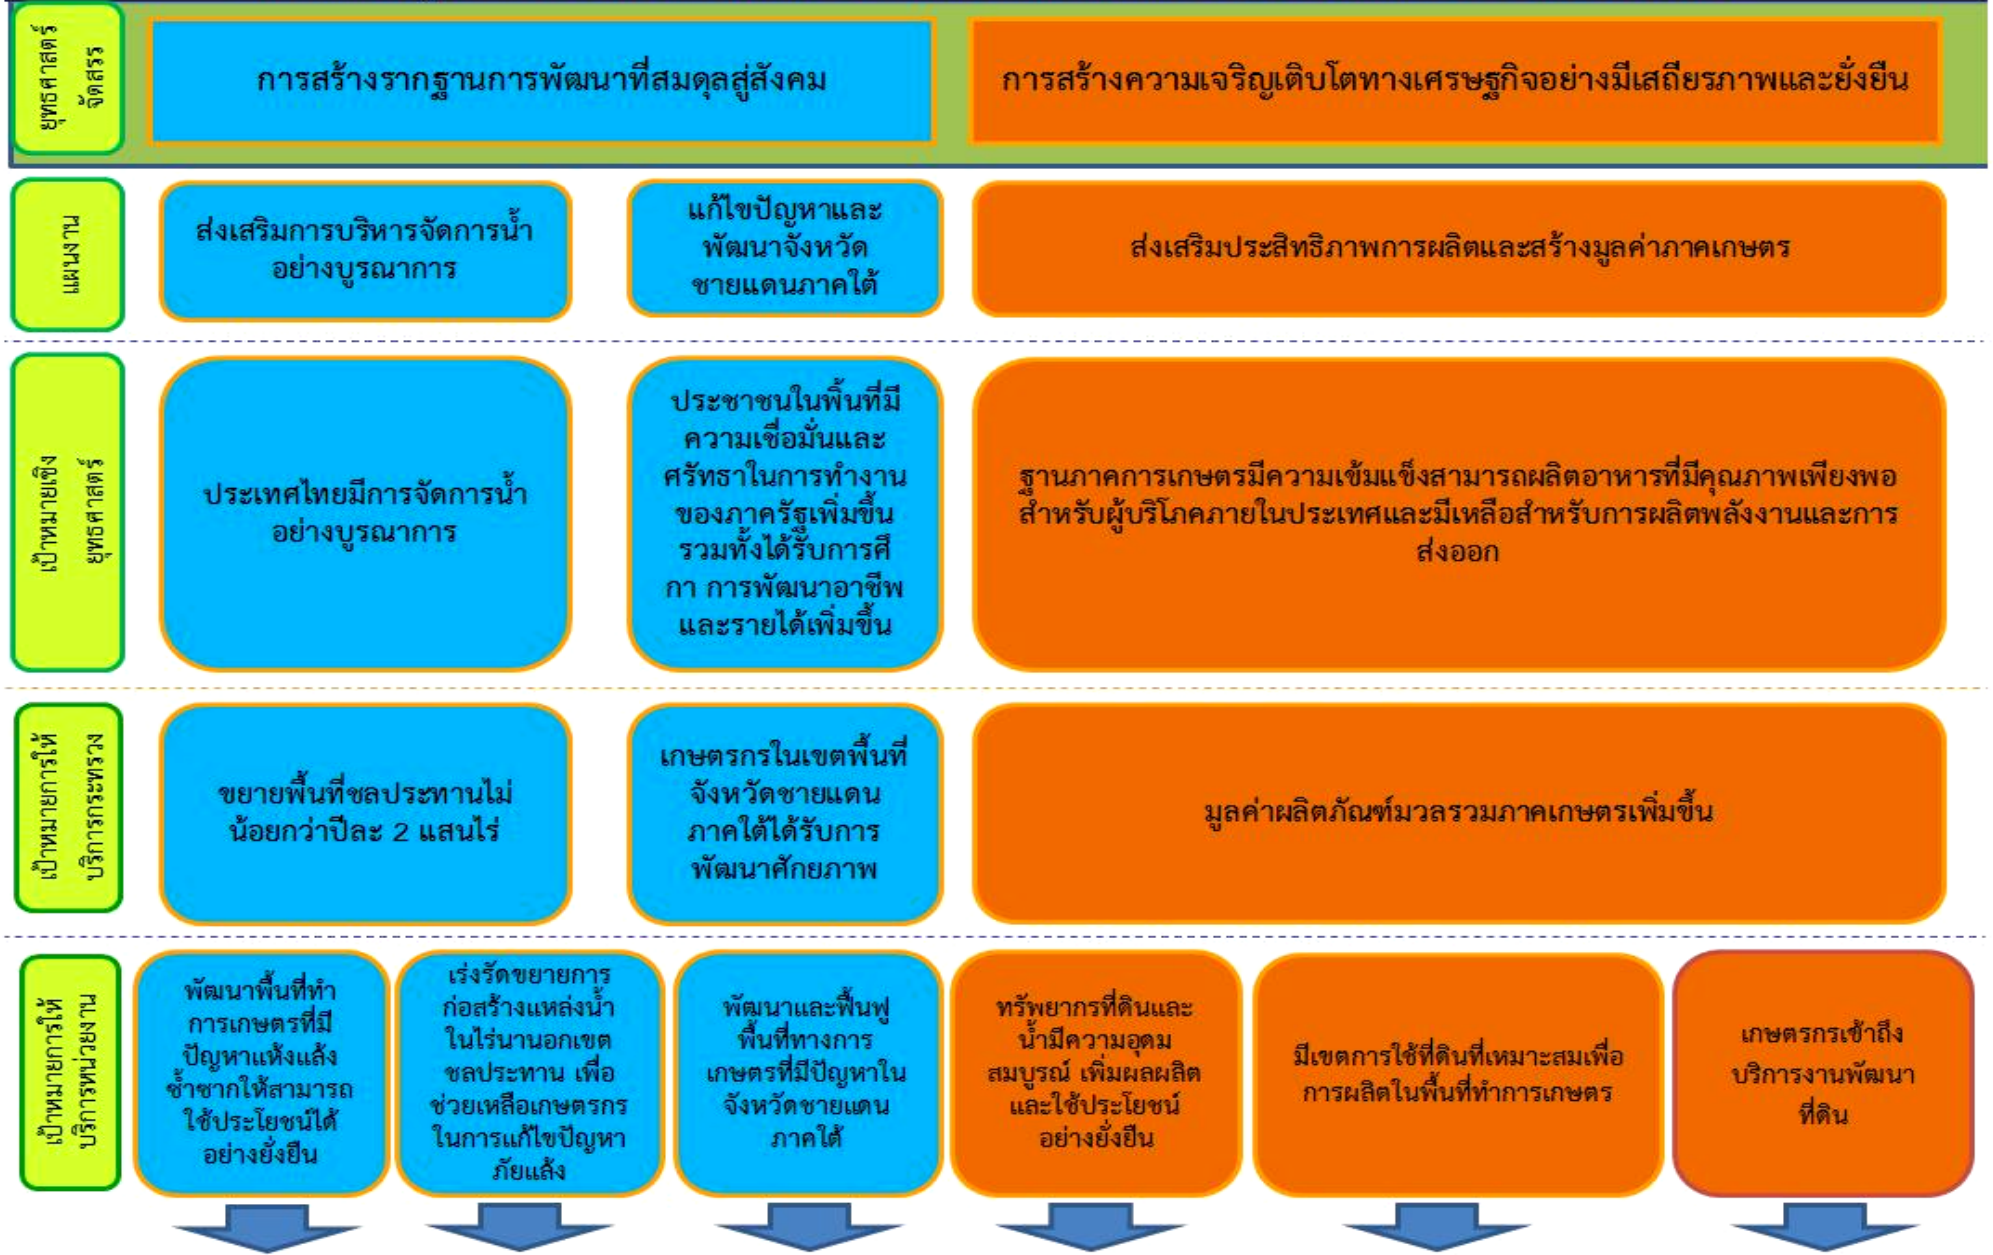 ยุทธศาสตร์
จัดสรร
การสร้างรากฐานการพัฒนาที่สมดุลสู่สังคม
การสร้างความเจริญเติบโตทางเศรษฐกิจอย่างมีเสถียรภาพและยั่งยืน
แผนงาน
ส่งเสริมการบริหารจัดการน้ำ
อย่างบูรณาการ
แก้ไขปัญหาและ
พัฒนาจังหวัด
ชายแดนภาคใต้
ส่งเสริมประสิทธิภาพการผลิตและสร้างมูลค่าภาคเกษตร
เป้าหมายเชิง
ยุทธศาสตร์
ประเทศไทยมีการจัดการน้ำ
อย่างบูรณาการ
ประชาชนในพื้นที่มี
ความเชื่อมั่นและ
ศรัทธาในการทำงาน
ของภาครัฐเพิ่มขึ้น
รวมทั้งได้รับการศึ
กา การพัฒนาอาชีพ
และรายได้เพิ่มขึ้น
ฐานภาคการเกษตรมีความเข้มแข็งสามารถผลิตอาหารที่มีคุณภาพเพียงพอ
สำหรับผู้บริโภคภายในประเทศและมีเหลือสำหรับการผลิตพลังงานและการ
ส่งออก
เป้าหมายการให้
บริการกระทรวง
ขยายพื้นที่ชลประทานไม่
น้อยกว่าปีละ 2 แสนไร่
เกษตรกรในเขตพื้นที่
จังหวัดชายแดน
ภาคใต้ได้รับการ
พัฒนาศักยภาพ
มูลค่าผลิตภัณฑ์มวลรวมภาคเกษตรเพิ่มขึ้น
เป้าหมายการให้
บริการหน่วยงาน
พัฒนาพื้นที่ทำ
การเกษตรที่มี
ปัญหาแห้งแล้ง
ซ้ำซากให้สามารถ
ใช้ประโยชน์ได้
อย่างยั่งยืน
เร่งรัดขยายการ
ก่อสร้างแหล่งน้ำ
ในไร่นานอกเขต
ชลประทาน เพื่อ
ช่วยเหลือเกษตรกร
ในการแก้ไขปัญหา
ภัยแล้ง
พัฒนาและฟื้นฟู
พื้นที่ทางการ
เกษตรที่มีปัญหาใน
จังหวัดชายแดน
ภาคใต้
ทรัพยากรที่ดินและ
น้ำมีความอุดม
สมบูรณ์ เพิ่มผลผลิต
และใช้ประโยชน์
อย่างยั่งยืน
มีเขตการใช้ที่ดินที่เหมาะสมเพื่อ
การผลิตในพื้นที่ทำการเกษตร
เกษตรกรเข้าถึง
บริการงานพัฒนา
ที่ดิน